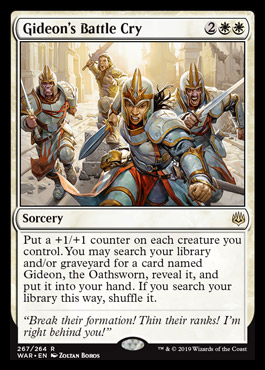 Gideon's Battle Cry 2
Sorcery
Put a +1/+1 counter on each creature you
control. You may search your library
and/or graveyard for a card named
Gideon, the Oathsworn, reveal it, and
put it into your hand. If you search your
library this way, shuffle it.
"Break their formation! Thin their ranks! I'm
right behind you!"
267/264 R
WAR • EN Zoltan Boros ™ & © 2019 Wizards of the Coast